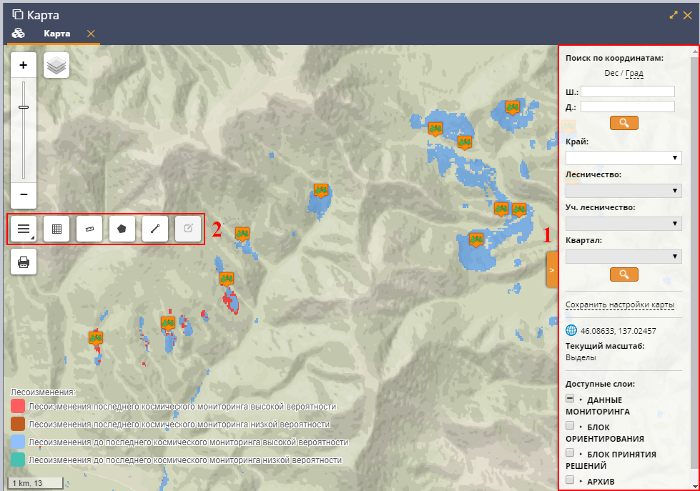 Карта
Карта
Поиск по координатам:
Dec / Град
Ш.:
Д.:
Край:
Лесничество:
Уч. лесничество:
Квартал:
Сохранить настройки карты
46.08633, 137.02457
Текущий масштаб:
Выделы
Доступные слои:
ДАННЫЕ
МОНИТОРИНГА
БЛОК
ОРИЕНТИРОВАНИЯ
БЛОК ПРИНЯТИЯ
РЕШЕНИЙ
АРХИВ
1
2
Лесоизменения:
Лесоизменения последнего космического мониторинга высокой вероятности
Лесоизменения последнего космического мониторинга низкой вероятности
Лесоизменения до последнего космического мониторинга высокой вероятности
Лесоизменения до последнего космического мониторинга низкой вероятности
1 km, 13